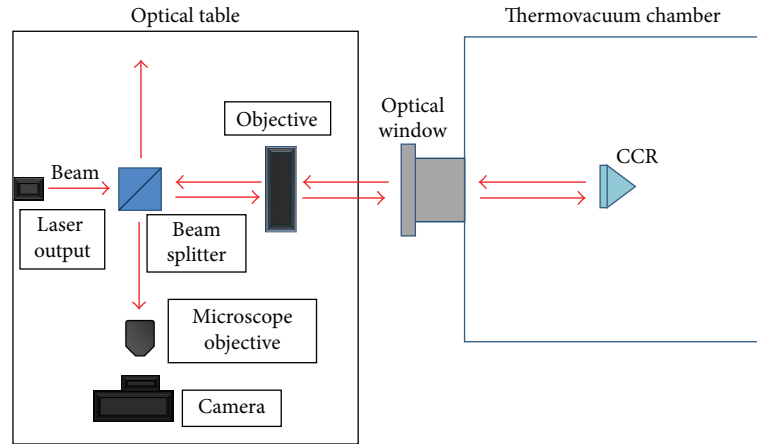 Optical table
Thermovacuum chamber
Objective
Optical
window
CCR
Beam
Laser
output
Beam
splitter
Microscope
objective
Camera